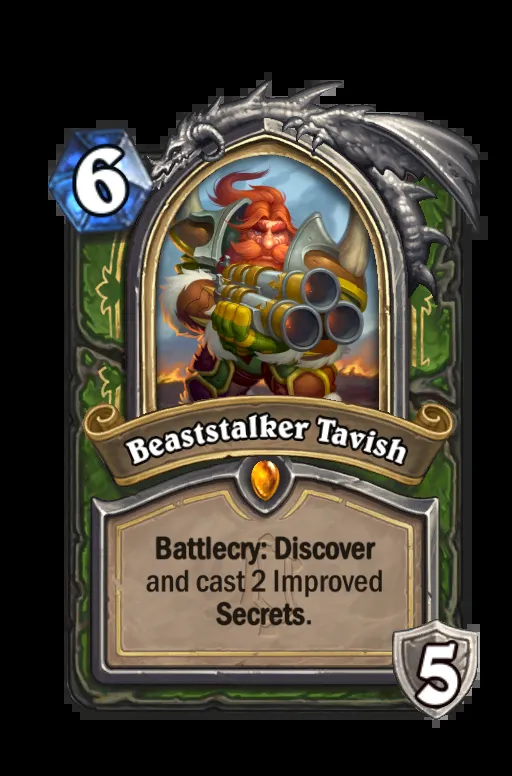 6
Beaststalker Tavish
Battlecry: Discover
and cast 2 Improved
Secrets.
5